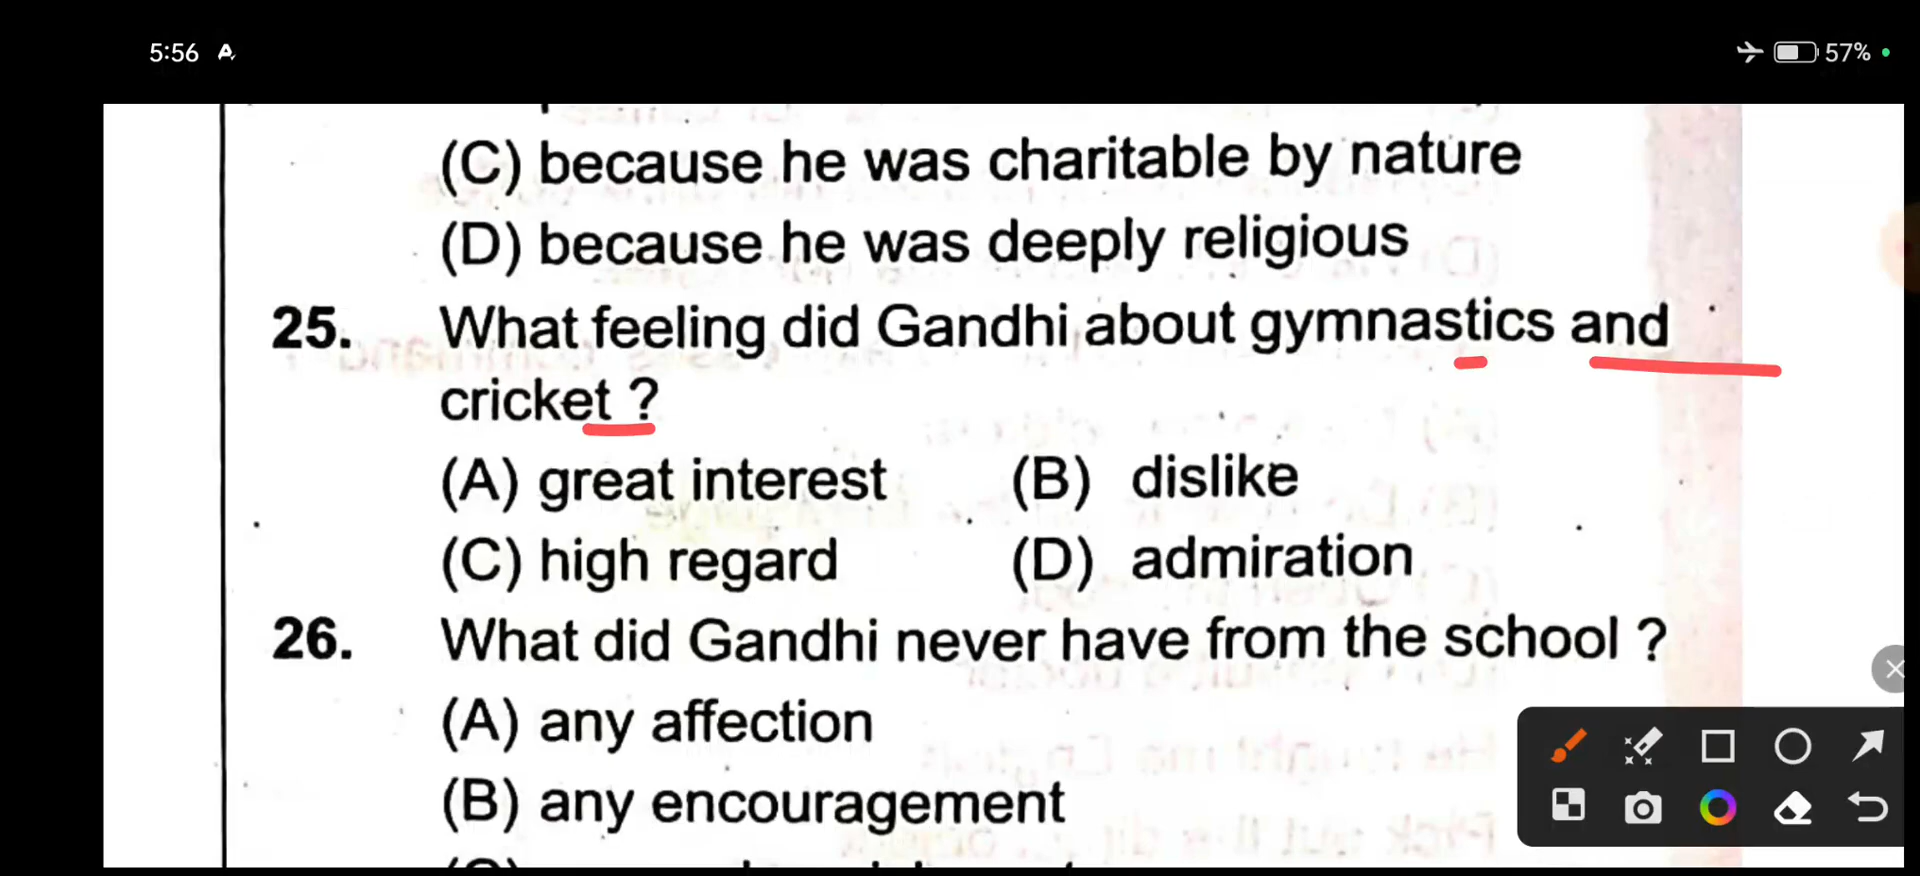 5:56
57%
(C) because he was charitable by nature
(D) because he was deeply religious
25. What feeling did Gandhi about gymnastics and
cricket ?
(A) great interest (B) dislike
(C) high regard (D) admiration
26. What did Gandhi never have from the school ?
(A) any affection
(B) any encouragement